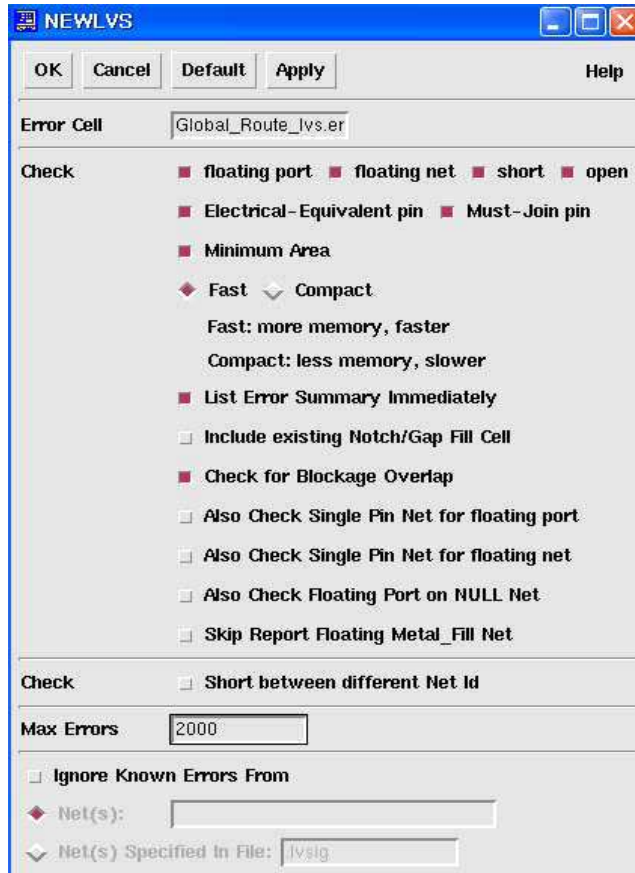 NEWLVS
OK Cancel Default Apply Help
Error Cell Global_Route_lvs.er
Check floating port floating net short open
Electrical-Equivalent pin Must-Join pin
Minimum Area
Fast Compact
Fast: more memory, faster
Compact: less memory, slower
List Error Summary Immediately
Include existing Notch/Gap Fill Cell
Check for Blockage Overlap
Also Check Single Pin Net for floating port
Also Check Single Pin Net for floating net
Also Check Floating Port on NULL Net
Skip Report Floating Metal_Fill Net
Check Short between different Net Id
Max Errors 2000
Ignore Known Errors From
Net(s):
Net(s) Specified In File: .lvsig